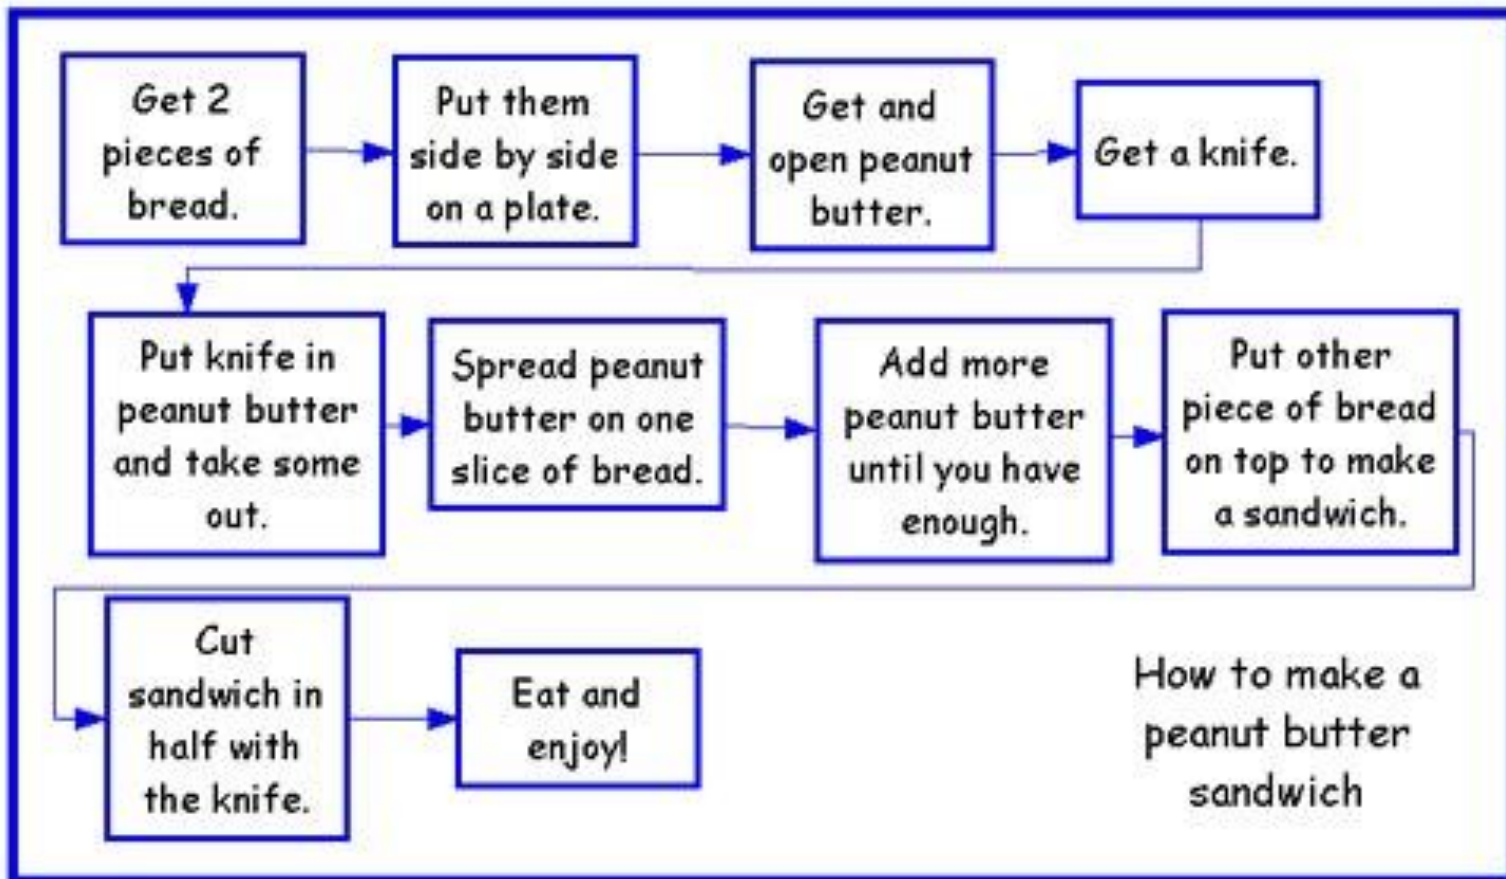 Get 2
pieces of
bread.
Put them
side by side
on a plate.
Get and
open peanut
butter.
Get a knife.
Put knife in
peanut butter
and take some
out.
Spread peanut
butter on one
slice of bread.
Add more
peanut butter
until you have
enough.
Put other
piece of bread
on top to make
a sandwich.
Cut
sandwich in
half with
the knife.
Eat and
enjoy!
How to make a
peanut butter
sandwich